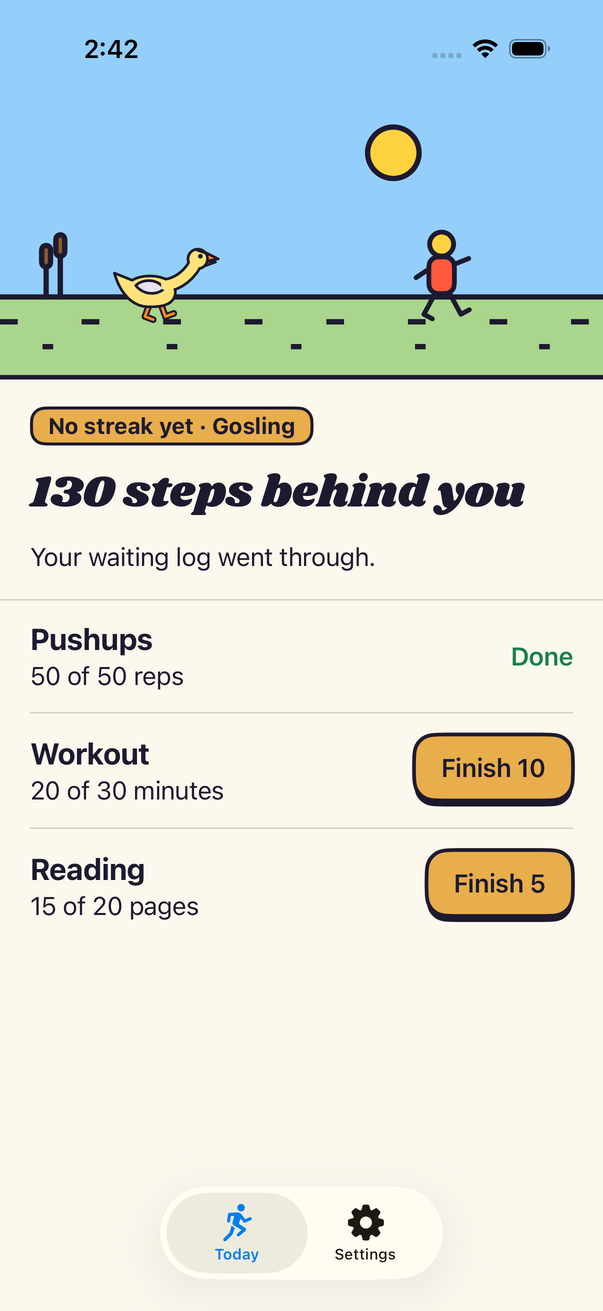 2:42
No streak yet · Gosling
130 steps behind you
Your waiting log went through.
Pushups
50 of 50 reps
Done
Workout
20 of 30 minutes
Finish 10
Reading
15 of 20 pages
Finish 5
Today
Settings